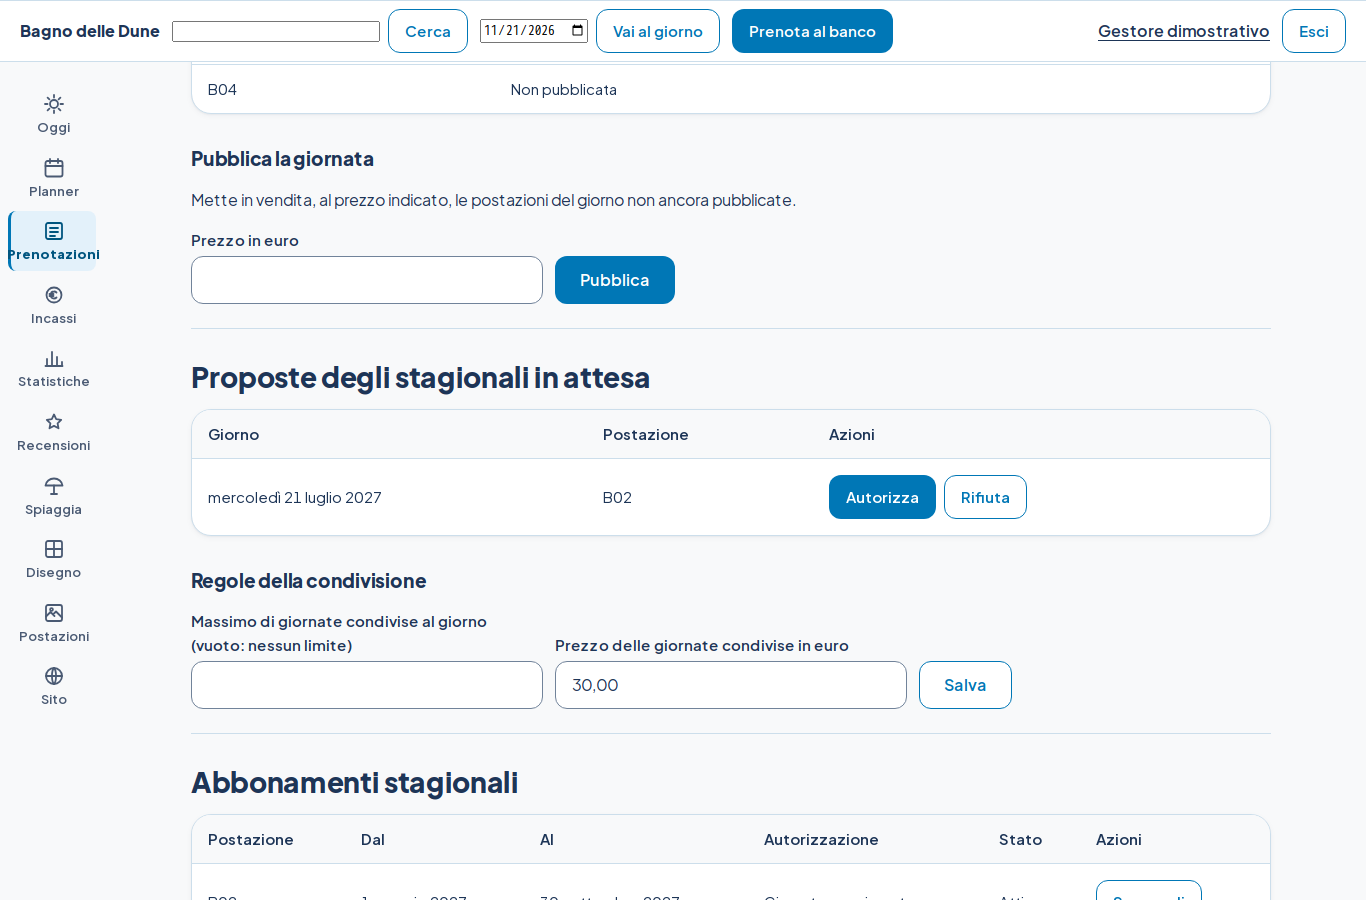 Bagno delle Dune
Cerca
11/21/2026
Vai al giorno
Prenota al banco
Gestore dimostrativo
Esci
Oggi
Planner
Prenotazioni
Incassi
Statistiche
Recensioni
Spiaggia
Disegno
Postazioni
Sito
B04 Non pubblicata
Pubblica la giornata
Mette in vendita, al prezzo indicato, le postazioni del giorno non ancora pubblicate.
Prezzo in euro
Pubblica
Proposte degli stagionali in attesa
Giorno Postazione Azioni
mercoledì 21 luglio 2027 B02 Autorizza Rifiuta
Regole della condivisione
Massimo di giornate condivise al giorno
(vuoto: nessun limite)
Prezzo delle giornate condivise in euro
30,00
Salva
Abbonamenti stagionali
Postazione Dal Al Autorizzazione Stato Azioni